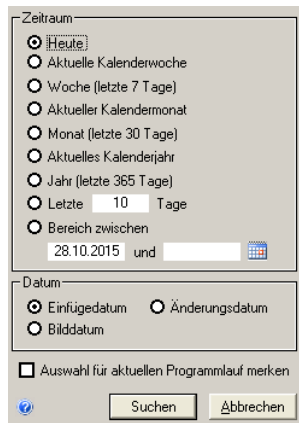 Zeitraum
Heute
Aktuelle Kalenderwoche
Woche (letzte 7 Tage)
Aktueller Kalendermonat
Monat (letzte 30 Tage)
Aktuelles Kalenderjahr
Jahr (letzte 365 Tage)
Letzte 10 Tage
Bereich zwischen
28.10.2015 und
Datum
Einfügedatum Änderungsdatum
Bilddatum
Auswahl für aktuellen Programmlauf merken
? Suchen Abbrechen